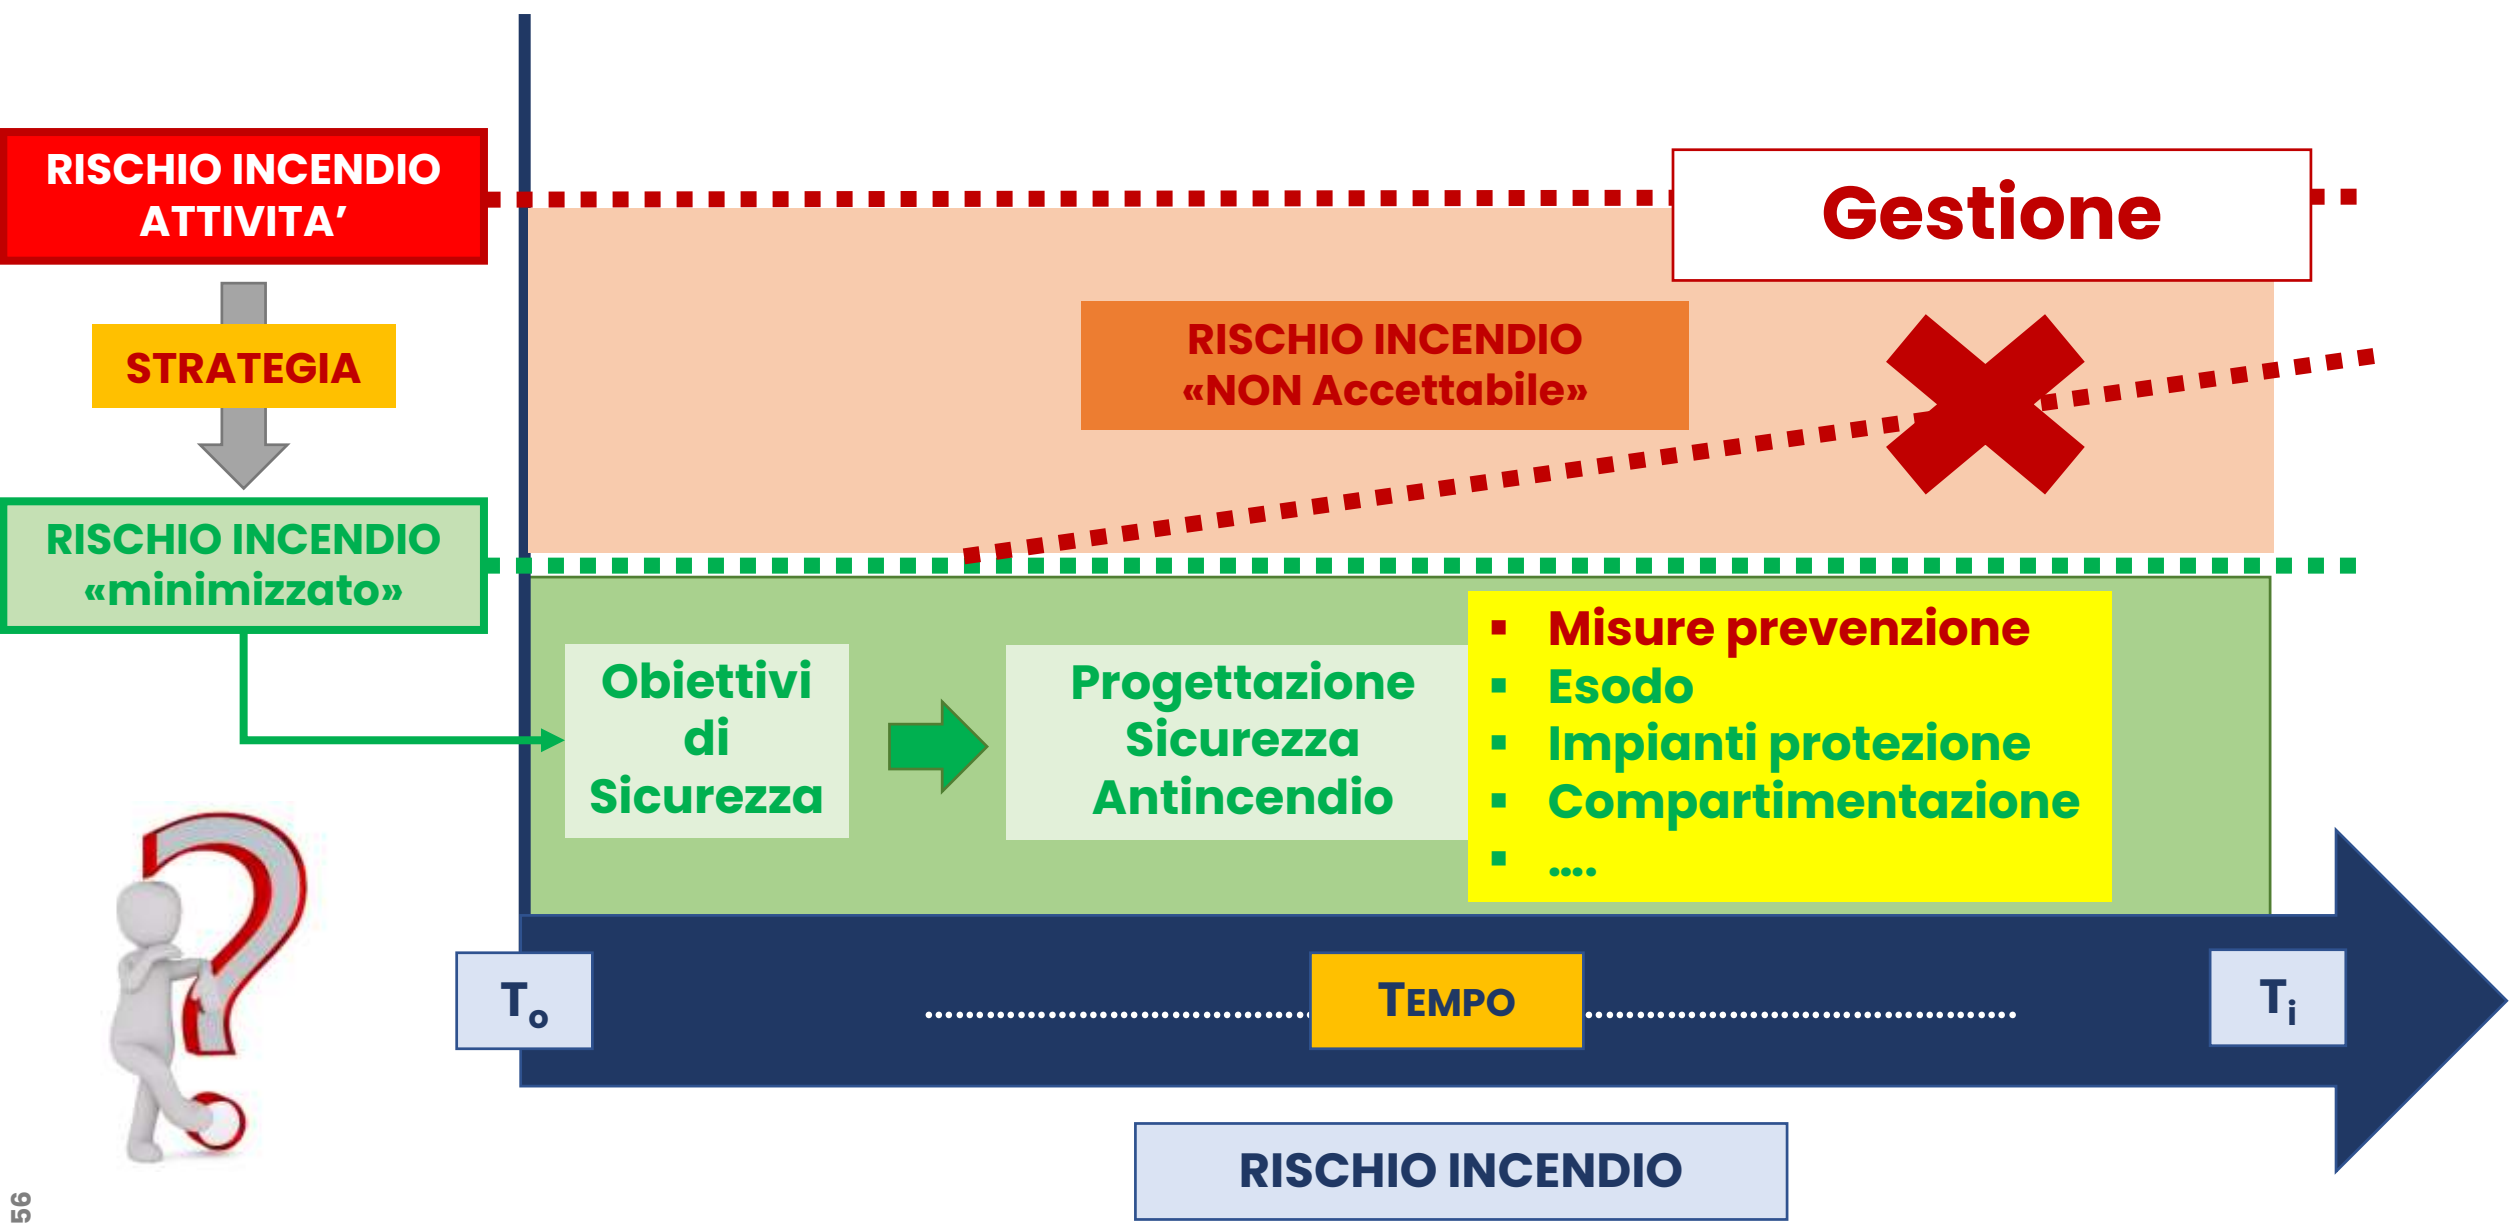 RISCHIO INCENDIO
ATTIVITA’
STRATEGIA
RISCHIO INCENDIO
«minimizzato»
Gestione
RISCHIO INCENDIO
«NON Accettabile»
Obiettivi
di
Sicurezza
Progettazione
Sicurezza
Antincendio
▪ Misure prevenzione
▪ Esodo
▪ Impianti protezione
▪ Compartimentazione
▪ ....
To
TEMPO
Ti
RISCHIO INCENDIO
56